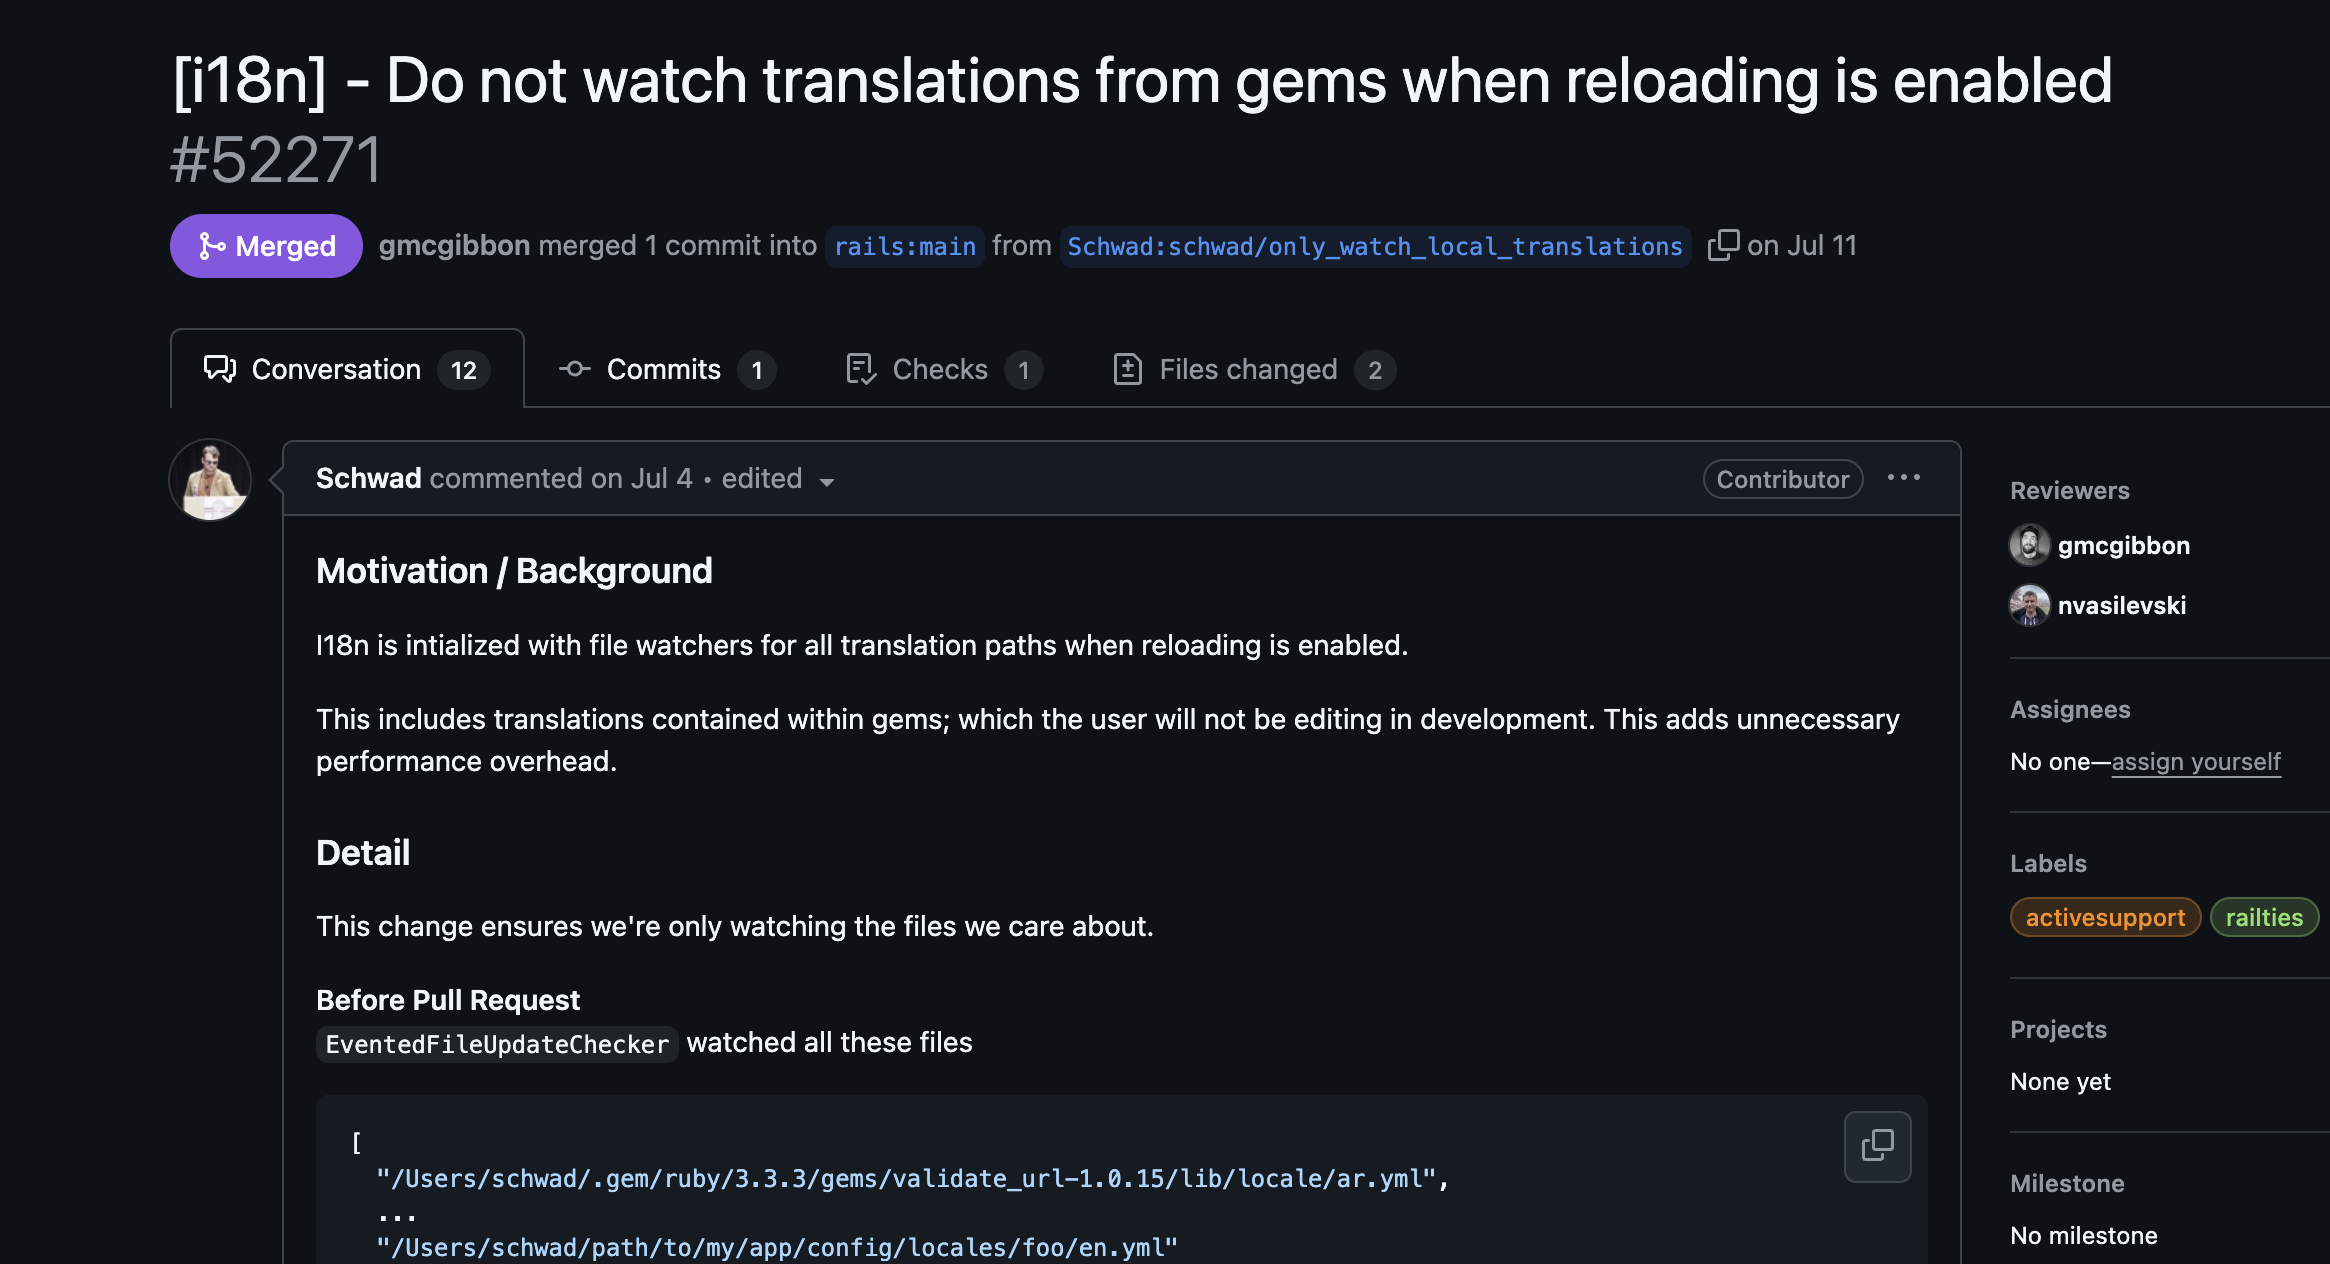 [i18n] - Do not watch translations from gems when reloading is enabled
#52271
Merged gmcgibbon merged 1 commit into rails:main from Schwad:schwad/only_watch_local_translations on Jul 11
Conversation 12 Commits 1 Checks 1 Files changed 2
Schwad commented on Jul 4 • edited Contributor ...
Motivation / Background
I18n is intialized with file watchers for all translation paths when reloading is enabled.
This includes translations contained within gems; which the user will not be editing in development. This adds unnecessary
performance overhead.
Detail
This change ensures we're only watching the files we care about.
Before Pull Request
EventedFileUpdateChecker watched all these files
[
"/Users/schwad/.gem/ruby/3.3.3/gems/validate_url-1.0.15/lib/locale/ar.yml",
...
"/Users/schwad/path/to/my/app/config/locales/foo/en.yml"
Reviewers
gmcgibbon
nvasilevski
Assignees
No one—assign yourself
Labels
activesupport railties
Projects
None yet
Milestone
No milestone